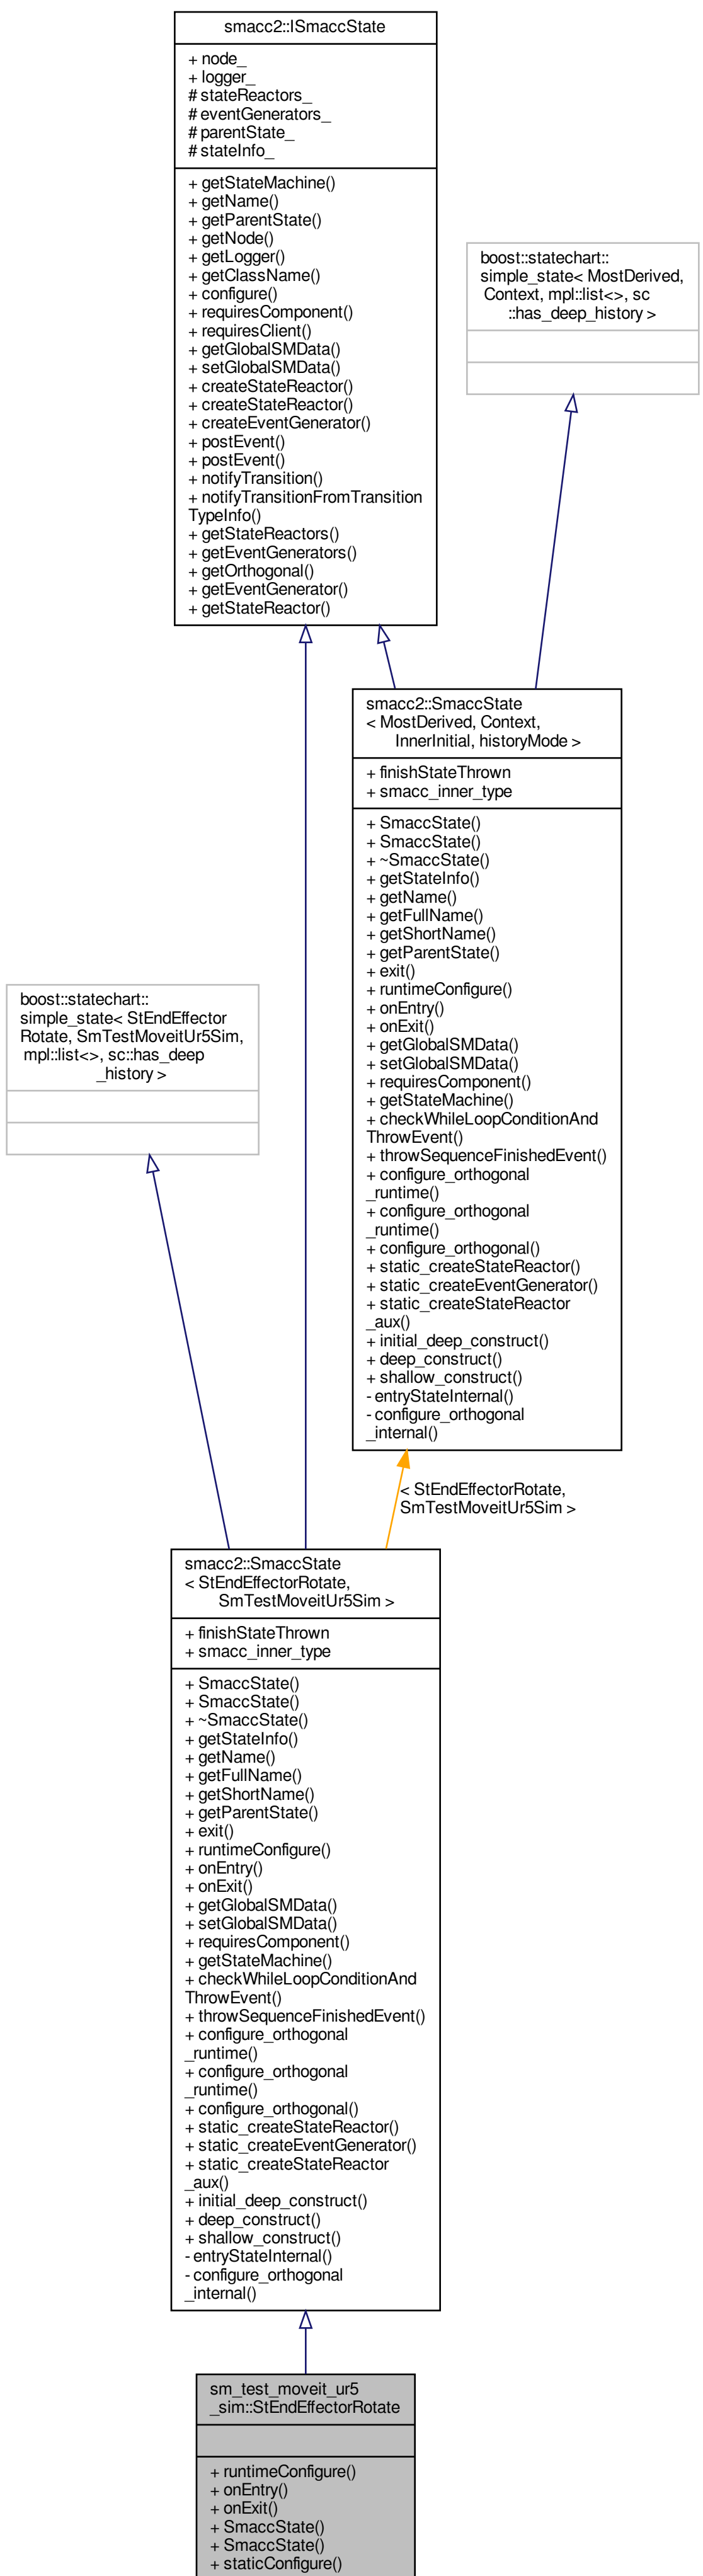 smacc2::ISmaccState
+ node_
+ logger_
# stateReactors_
# eventGenerators_
# parentState_
# stateInfo_
+ getStateMachine()
+ getName()
+ getParentState()
+ getNode()
+ getLogger()
+ getClassName()
+ configure()
+ requiresComponent()
+ requiresClient()
+ getGlobalSMData()
+ setGlobalSMData()
+ createStateReactor()
+ createStateReactor()
+ createEventGenerator()
+ postEvent()
+ postEvent()
+ notifyTransition()
+ notifyTransitionFromTransition
TypeInfo()
+ getStateReactors()
+ getEventGenerators()
+ getOrthogonal()
+ getEventGenerator()
+ getStateReactor()
boost::statechart::
simple_state< MostDerived,
Context, mpl::list<>, sc
::has_deep_history >
smacc2::SmaccState
< MostDerived, Context,
InnerInitial, historyMode >
+ finishStateThrown
+ smacc_inner_type
+ SmaccState()
+ SmaccState()
+ ~SmaccState()
+ getStateInfo()
+ getName()
+ getFullName()
+ getShortName()
+ getParentState()
+ exit()
+ runtimeConfigure()
+ onEntry()
+ onExit()
+ getGlobalSMData()
+ setGlobalSMData()
+ requiresComponent()
+ getStateMachine()
+ checkWhileLoopConditionAnd
ThrowEvent()
+ throwSequenceFinishedEvent()
+ configure_orthogonal
_runtime()
+ configure_orthogonal
_runtime()
+ configure_orthogonal()
+ static_createStateReactor()
+ static_createEventGenerator()
+ static_createStateReactor
_aux()
+ initial_deep_construct()
+ deep_construct()
+ shallow_construct()
- entryStateInternal()
- configure_orthogonal
_internal()
boost::statechart::
simple_state< StEndEffector
Rotate, SmTestMoveitUr5Sim,
mpl::list<>, sc::has_deep
_history >
< StEndEffectorRotate,
SmTestMoveitUr5Sim >
smacc2::SmaccState
< StEndEffectorRotate,
SmTestMoveitUr5Sim >
+ finishStateThrown
+ smacc_inner_type
+ SmaccState()
+ SmaccState()
+ ~SmaccState()
+ getStateInfo()
+ getName()
+ getFullName()
+ getShortName()
+ getParentState()
+ exit()
+ runtimeConfigure()
+ onEntry()
+ onExit()
+ getGlobalSMData()
+ setGlobalSMData()
+ requiresComponent()
+ getStateMachine()
+ checkWhileLoopConditionAnd
ThrowEvent()
+ throwSequenceFinishedEvent()
+ configure_orthogonal
_runtime()
+ configure_orthogonal
_runtime()
+ configure_orthogonal()
+ static_createStateReactor()
+ static_createEventGenerator()
+ static_createStateReactor
_aux()
+ initial_deep_construct()
+ deep_construct()
+ shallow_construct()
- entryStateInternal()
- configure_orthogonal
_internal()
sm_test_moveit_ur5
_sim::StEndEffectorRotate
+ runtimeConfigure()
+ onEntry()
+ onExit()
+ SmaccState()
+ SmaccState()
+ staticConfigure()